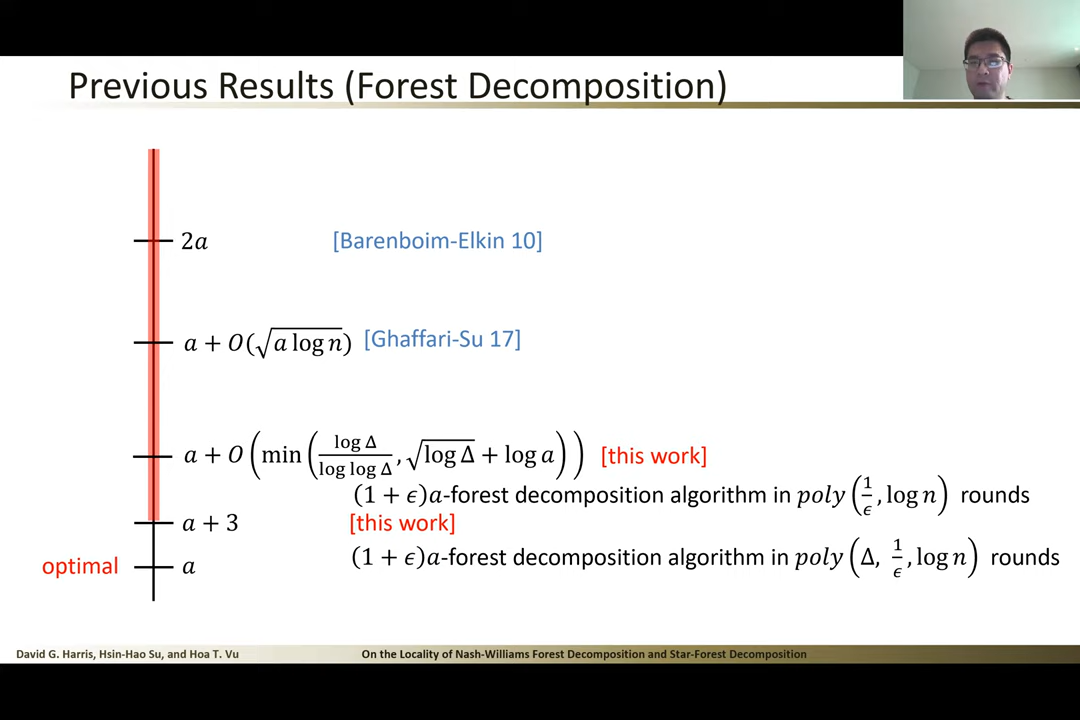 Previous Results (Forest Decomposition)
2a [Barenboim-Elkin 10]
a + O(√(a log n)) [Ghaffari-Su 17]
a + O(min(log Δ / log log Δ, √(log Δ) + log a)) [this work]
(1 + ϵ)a-forest decomposition algorithm in poly(1/ϵ, log n) rounds
a + 3 [this work]
(1 + ϵ)a-forest decomposition algorithm in poly(Δ, 1/ϵ, log n) rounds
optimal a
David G. Harris, Hsin-Hao Su, and Hoa T. Vu On the Locality of Nash-Williams Forest Decomposition and Star-Forest Decomposition